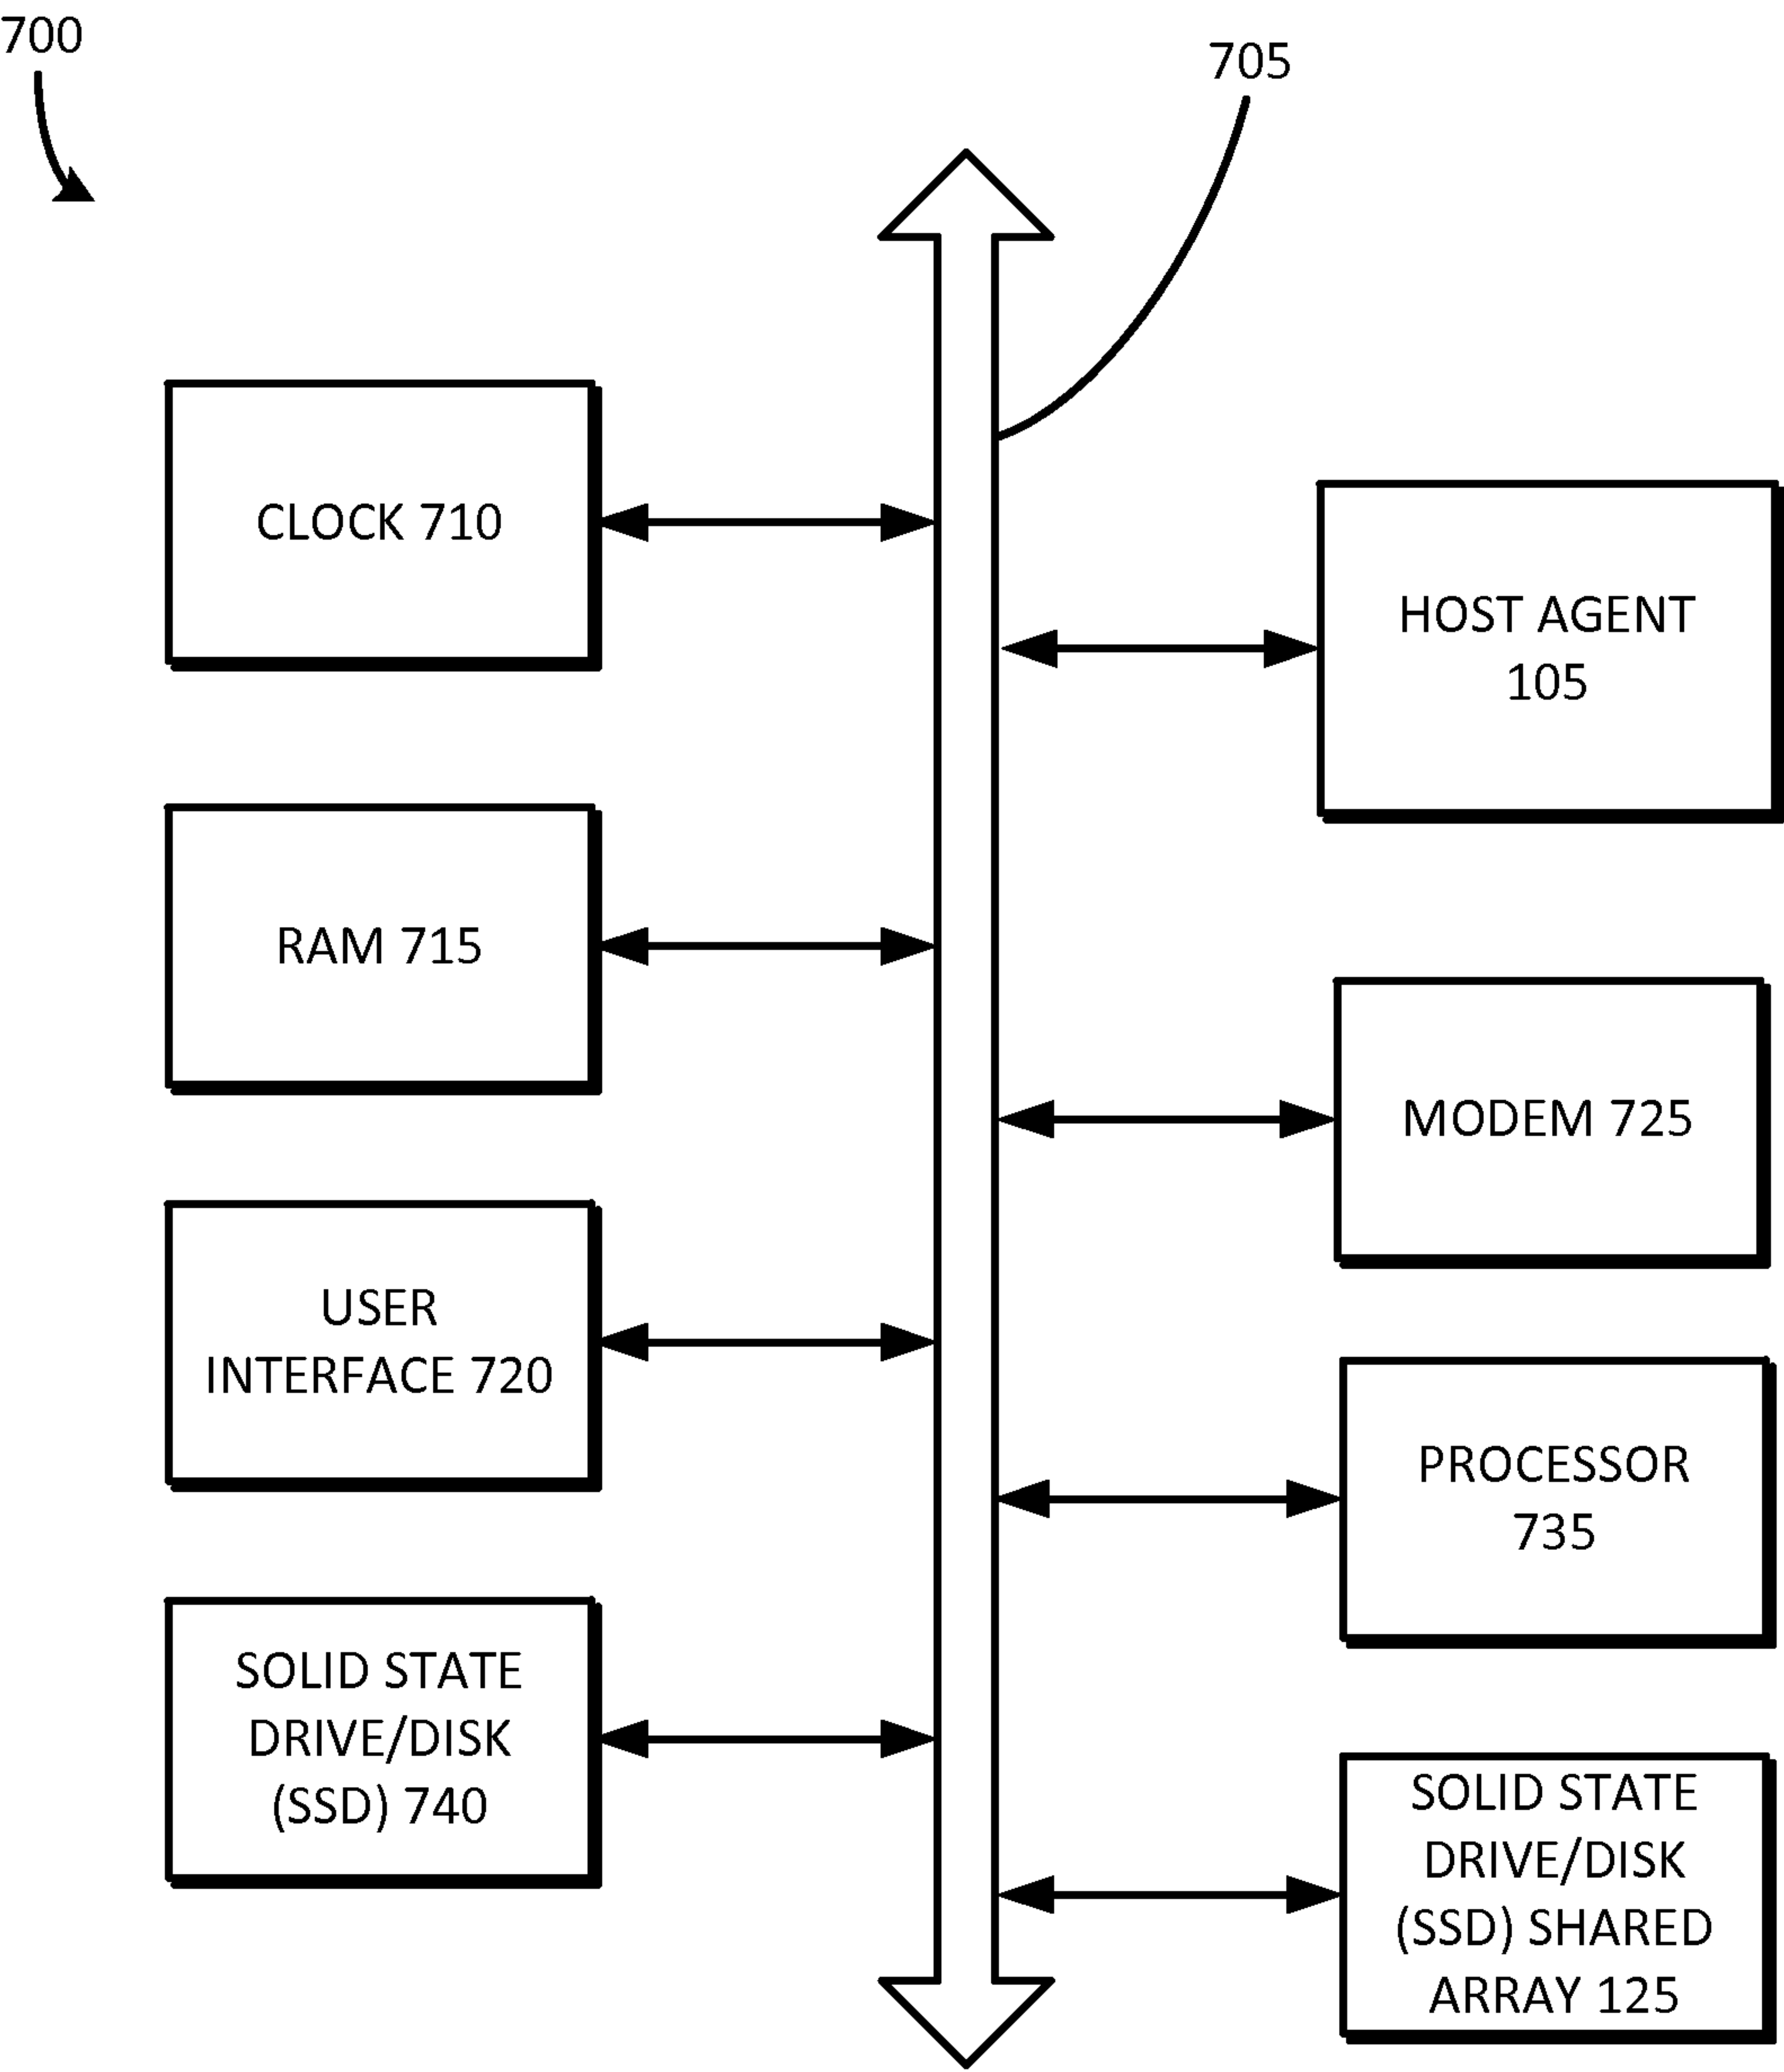 700
705
CLOCK 710
HOST AGENT
105
RAM 715
MODEM 725
USER
INTERFACE 720
PROCESSOR
735
SOLID STATE
DRIVE/DISK
(SSD) 740
SOLID STATE
DRIVE/DISK
(SSD) SHARED
ARRAY 125